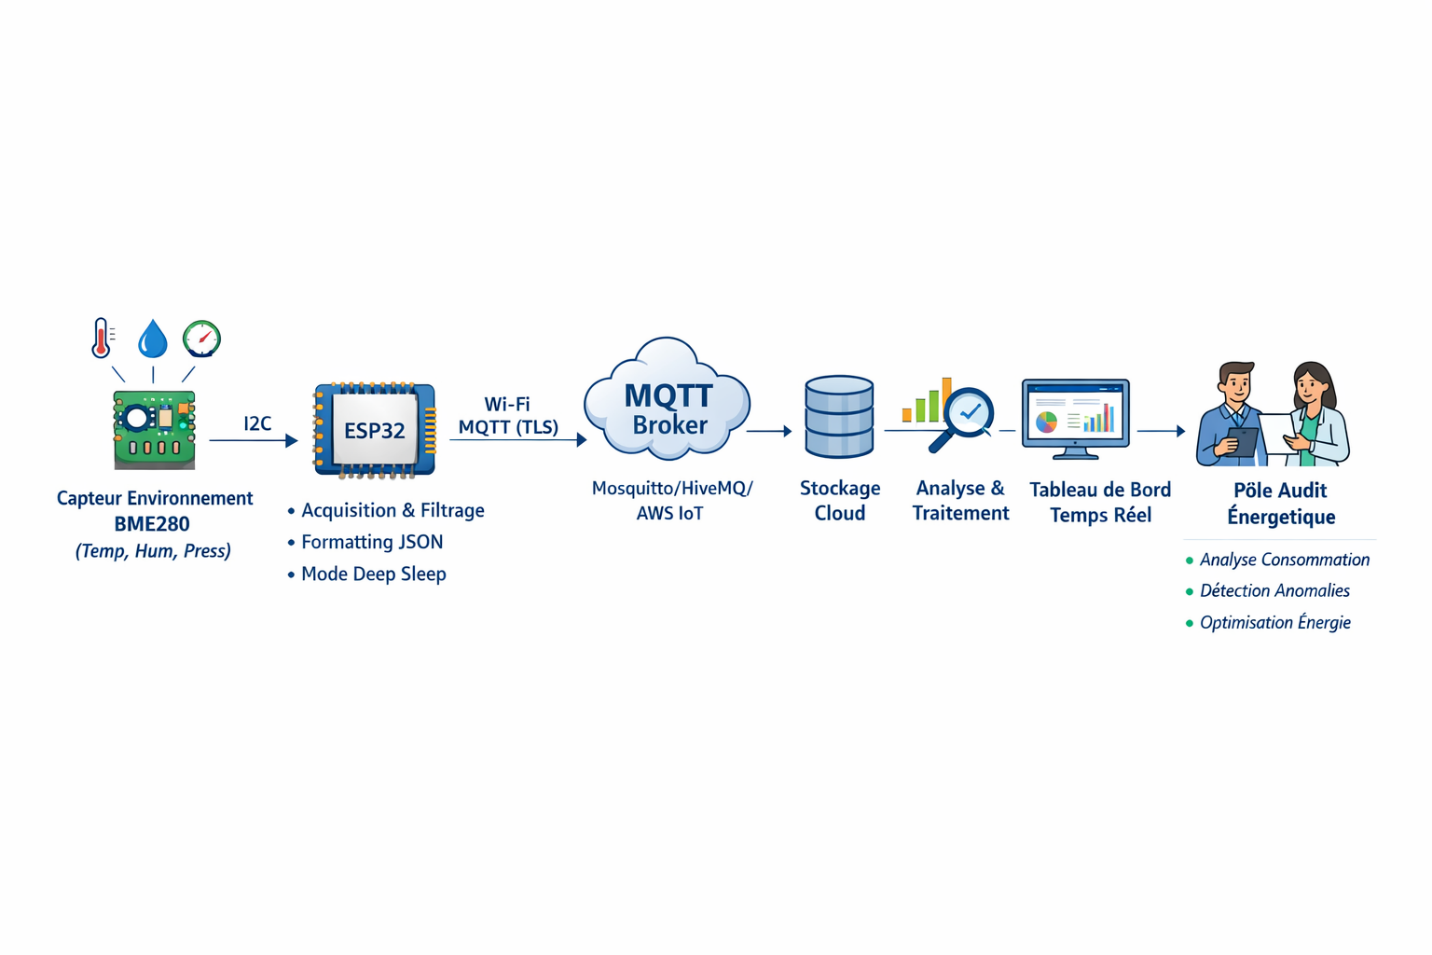 I2C
ESP32
Wi-Fi
MQTT (TLS)
MQTT
Broker
Capteur Environnement
BME280
(Temp, Hum, Press)
• Acquisition & Filtrage
• Formatting JSON
• Mode Deep Sleep
Mosquitto/HiveMQ/
AWS IoT
Stockage
Cloud
Analyse &
Traitement
Tableau de Bord
Temps Réel
Pôle Audit
Énergetique
• Analyse Consommation
• Détection Anomalies
• Optimisation Énergie